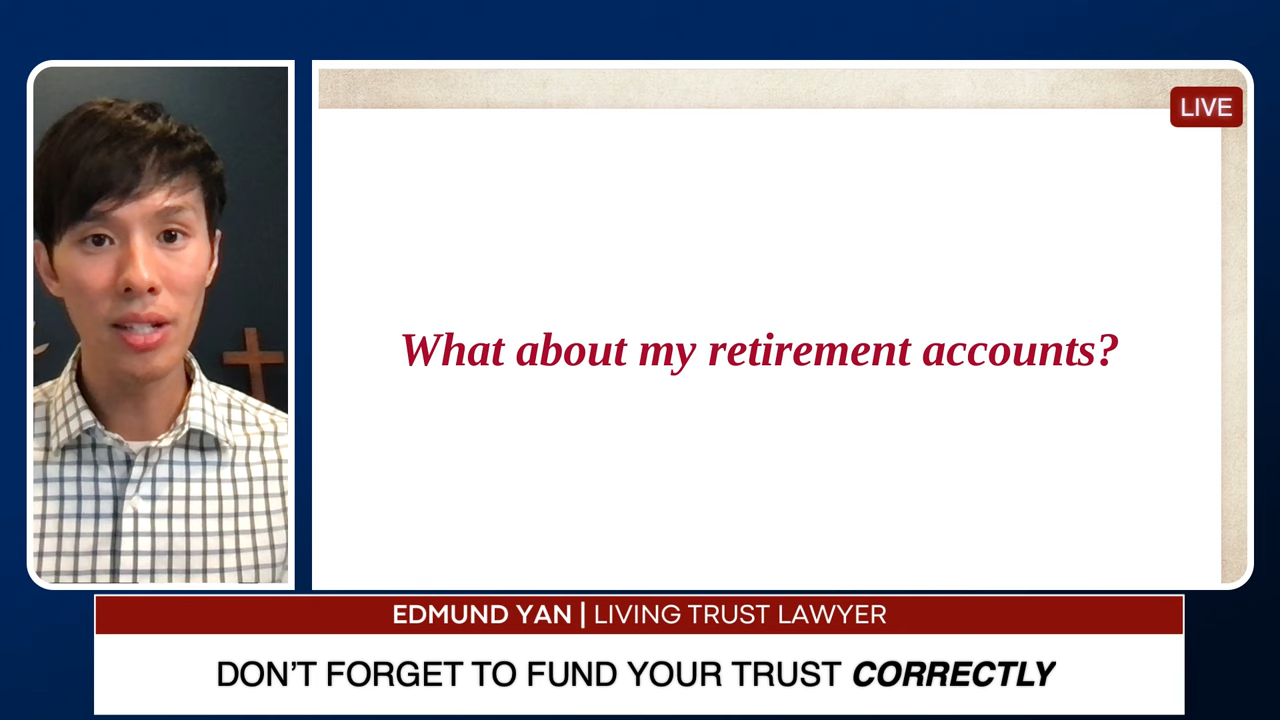 LIVE
What about my retirement accounts?
EDMUND YAN | LIVING TRUST LAWYER
DON’T FORGET TO FUND YOUR TRUST CORRECTLY